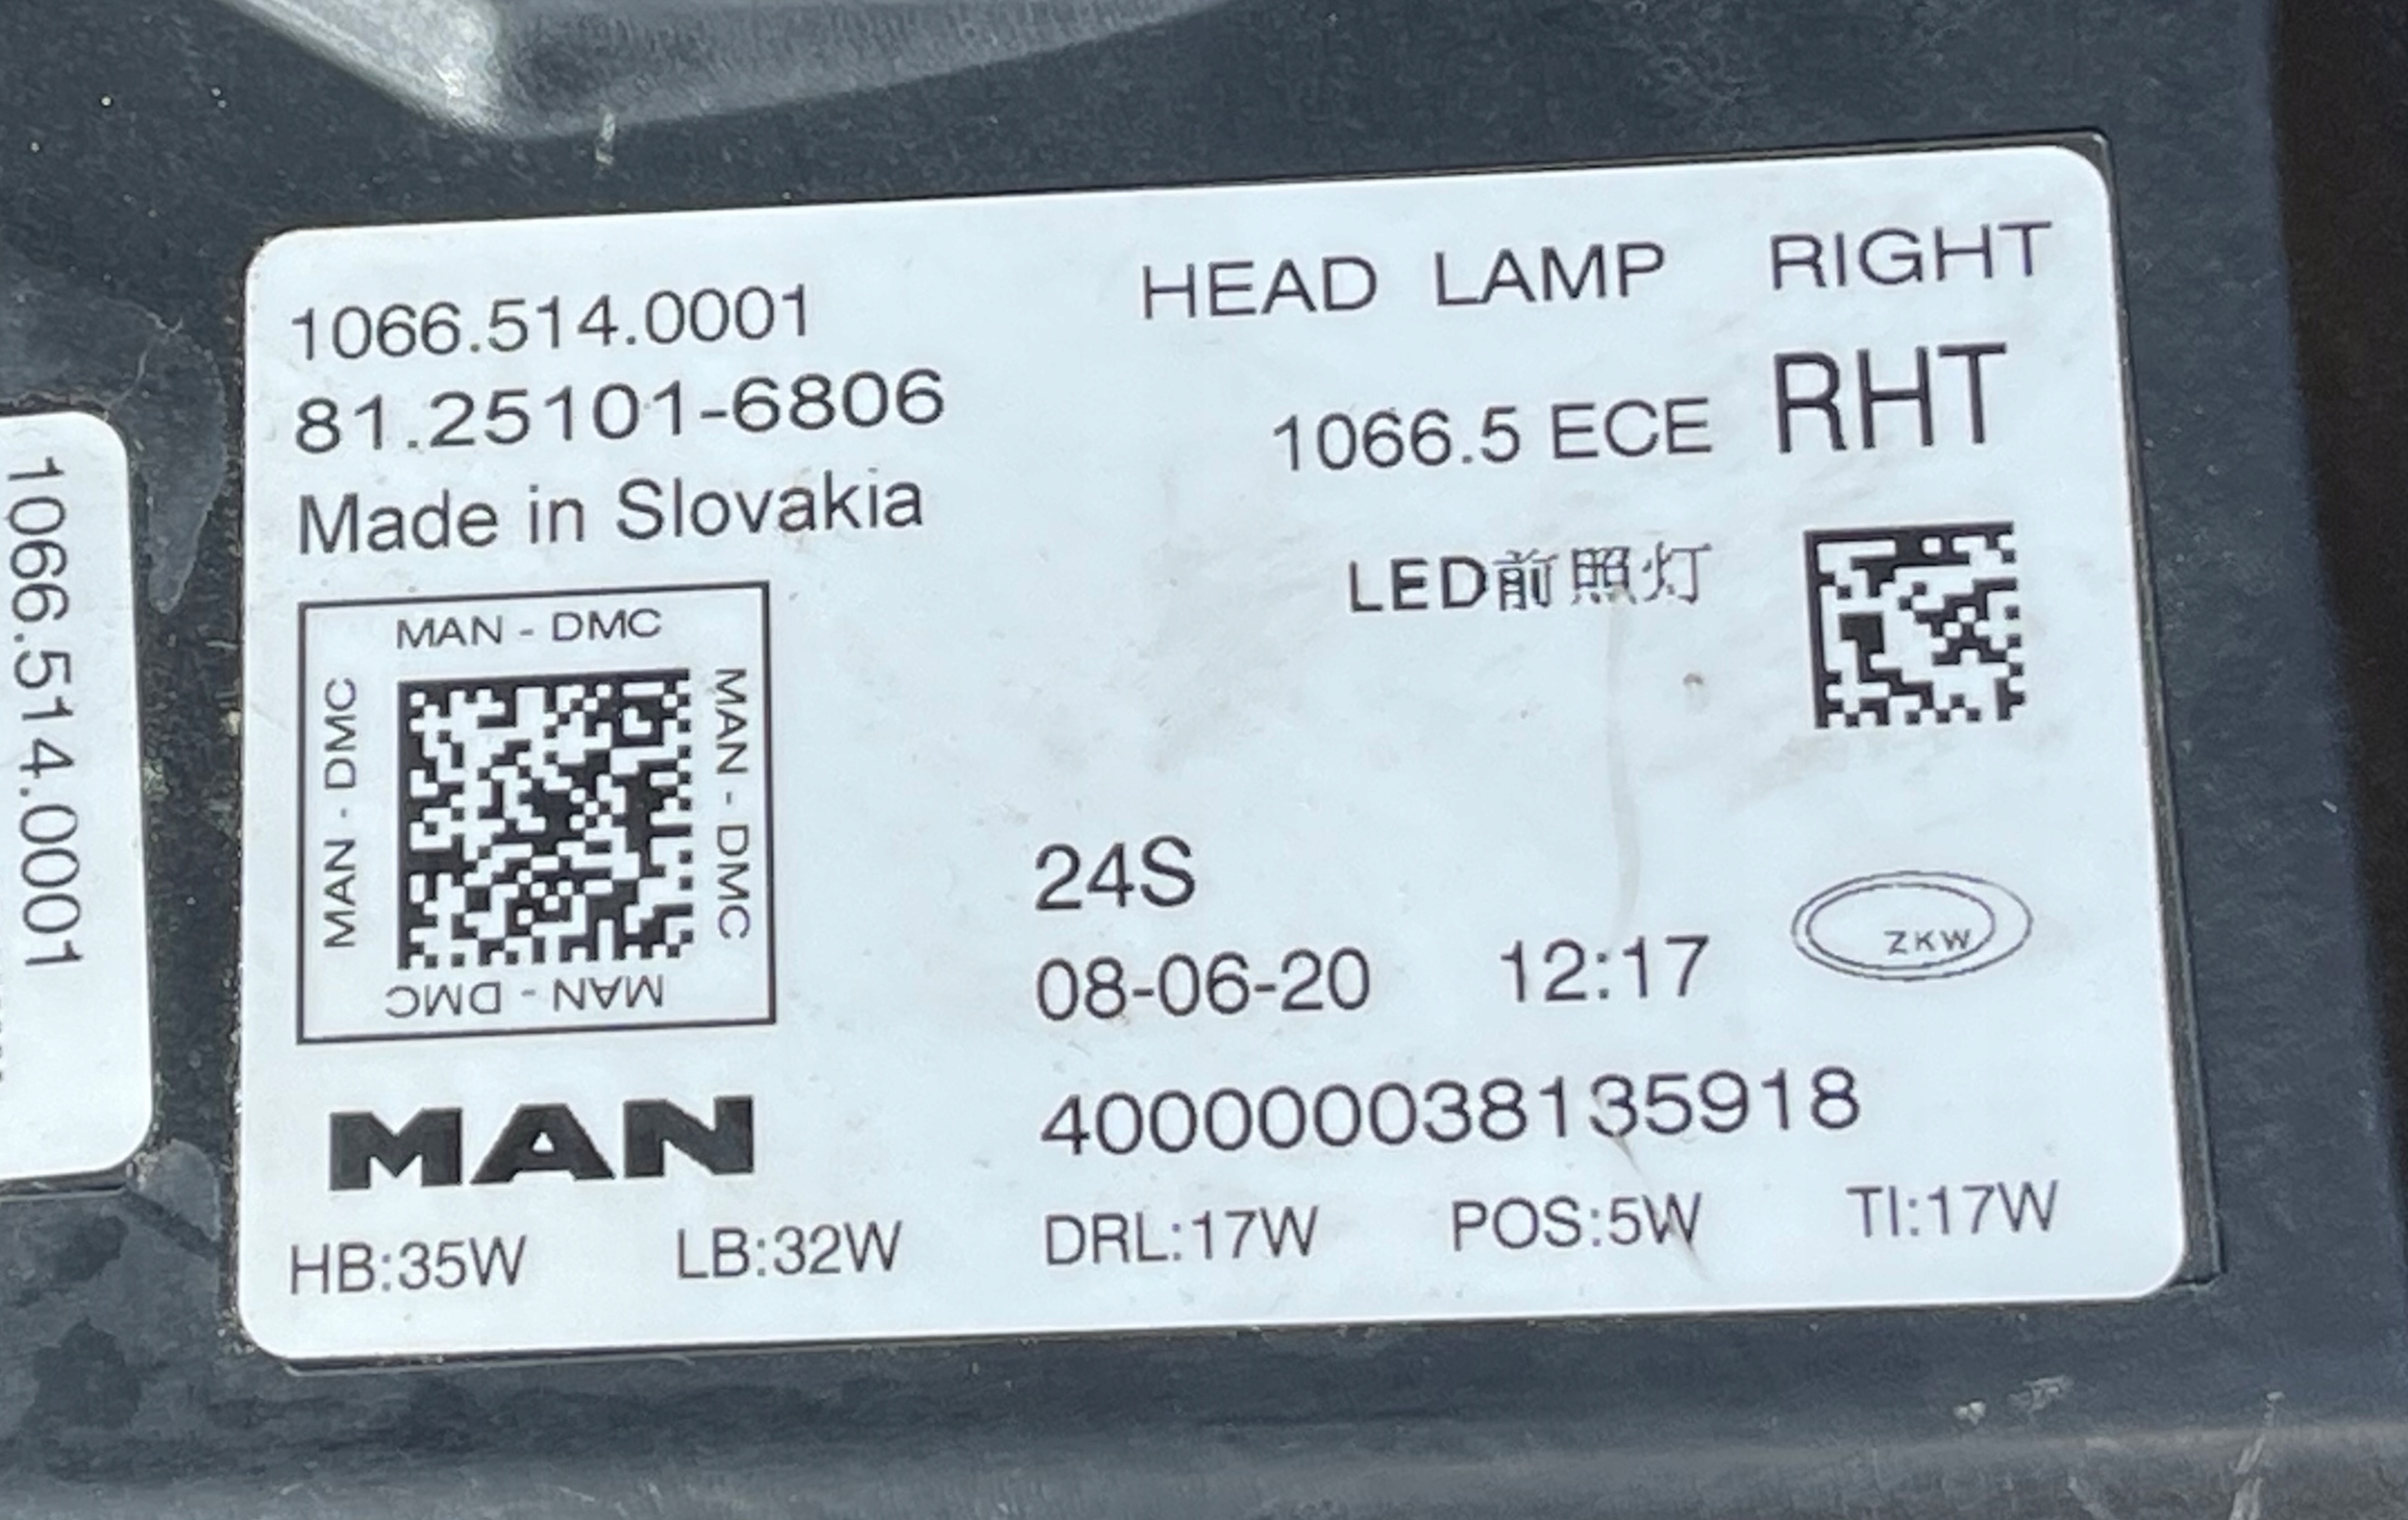 1066.514.0001
HEAD LAMP RIGHT
81.25101-6806
1066.5 ECE RHT
Made in Slovakia
LED前照灯
MAN - DMC
MAN - DMC
MAN - DMC
MAN - DMC
24S
08-06-20 12:17
ZKW
MAN
400000038135918
HB:35W LB:32W DRL:17W POS:5W TI:17W
1066.514.0001